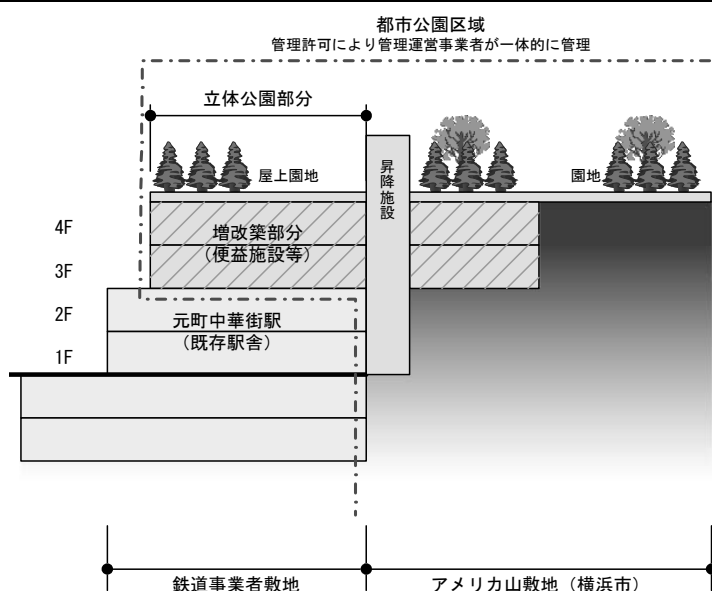 都市公園区域
管理許可により管理運営事業者が一体的に管理
立体公園部分
昇降施設
屋上園地
園地
4F
増改築部分
(便益施設等)
3F
2F
元町中華街駅
(既存駅舎)
1F
鉄道事業者敷地
アメリカ山敷地(横浜市)